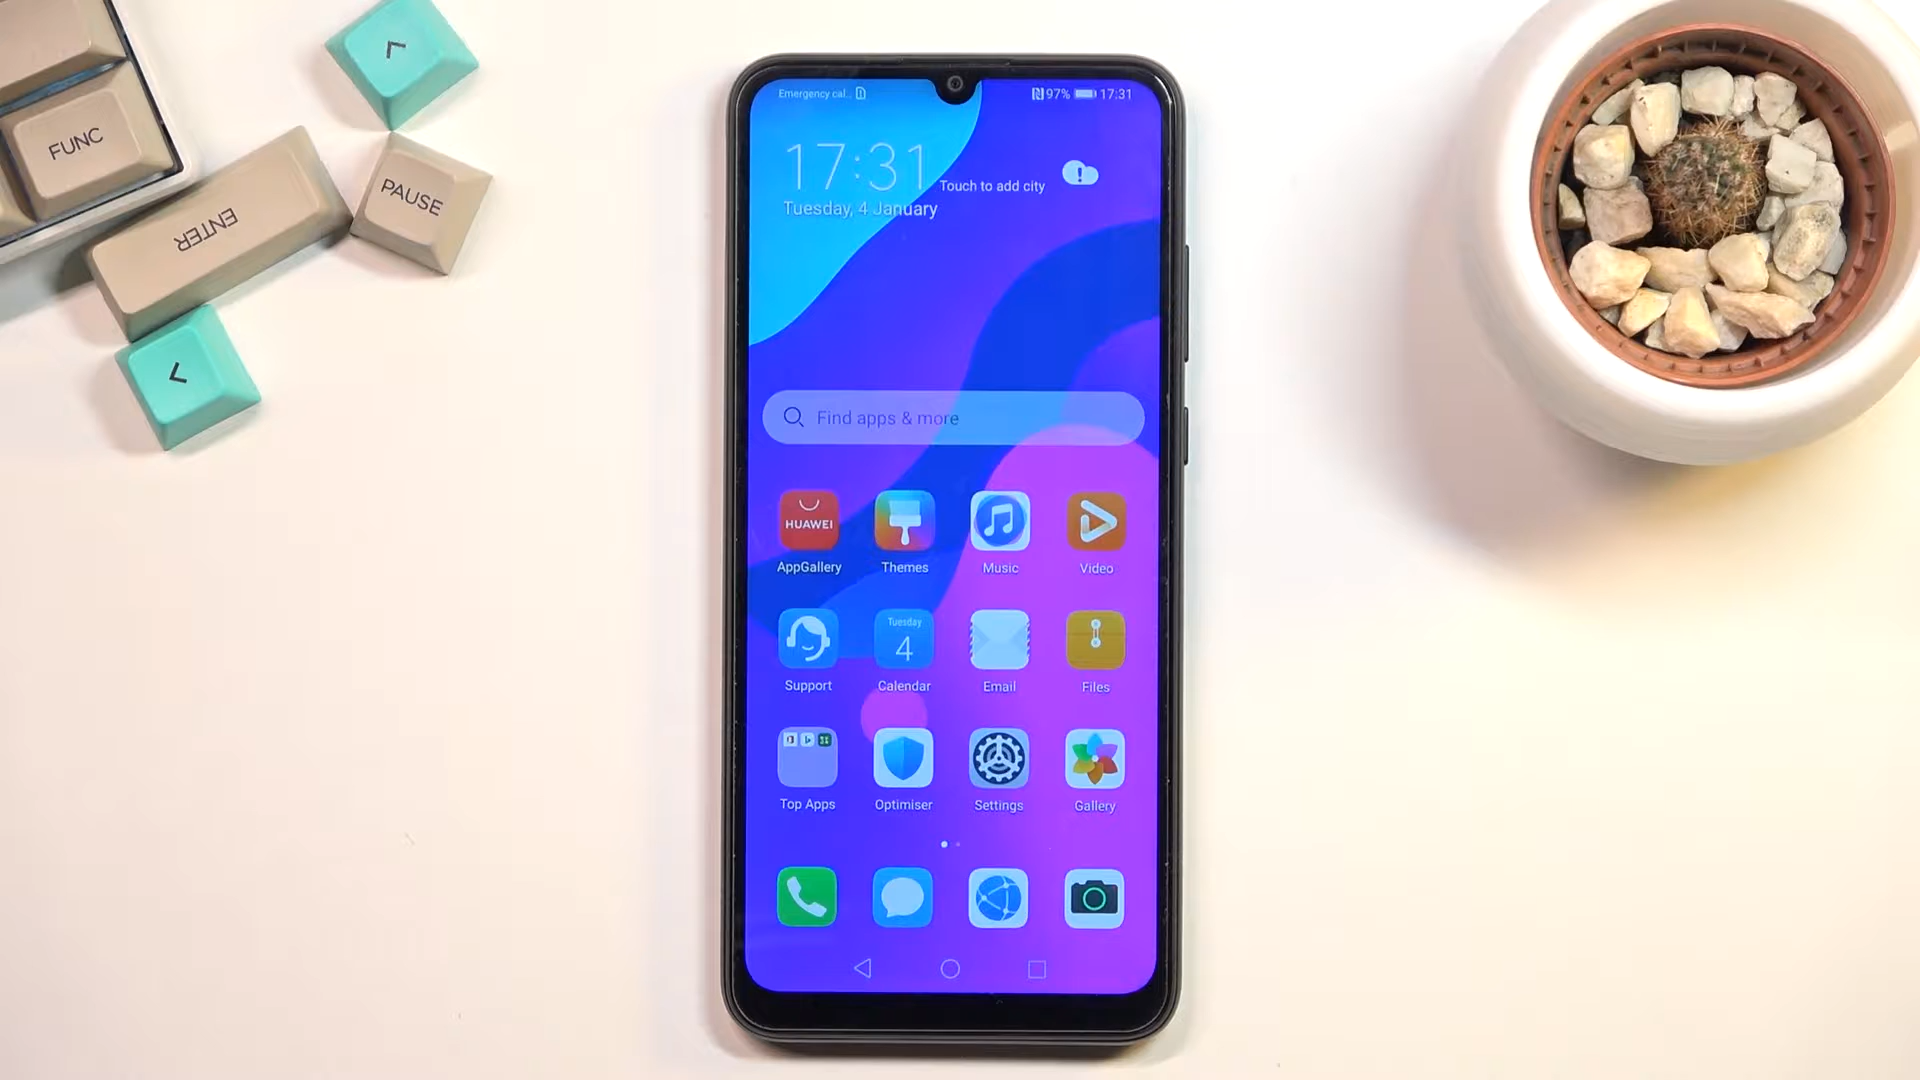 FUNC
ENTER
PAUSE
Emergency cal..
97% 17:31
17:31
Touch to add city
Tuesday, 4 January
Find apps & more
HUAWEI
AppGallery
Themes
Music
Video
Tuesday
4
Support
Calendar
Email
Files
Top Apps
Optimiser
Settings
Gallery